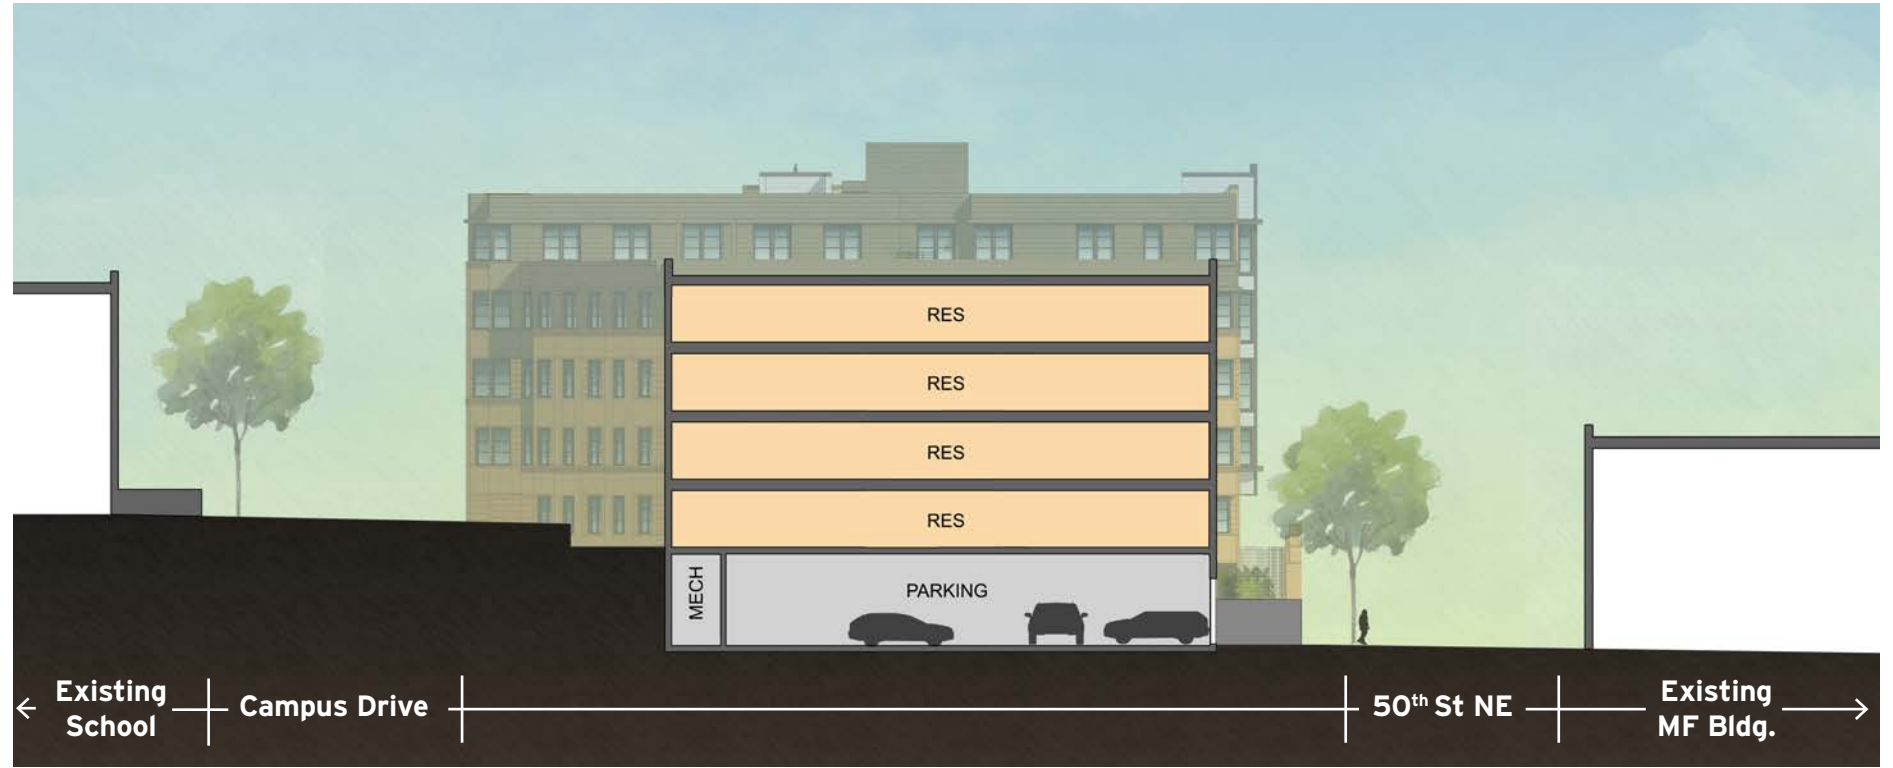 RES
RES
RES
RES
MECH
PARKING
Existing
School
Campus Drive
50th St NE
Existing
MF Bldg.